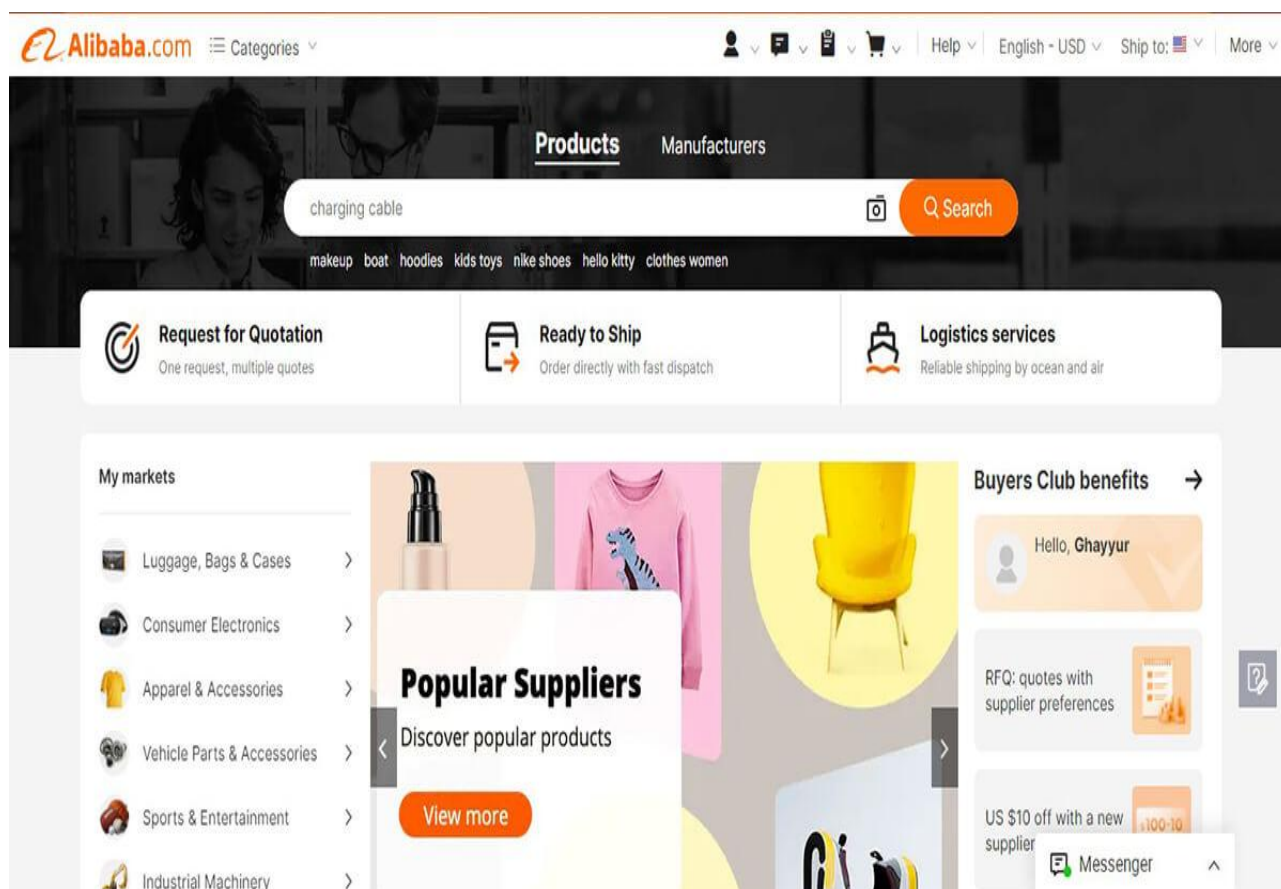 Alibaba.com Categories Help English - USD Ship to: More
Products Manufacturers
charging cable Search
makeup boat hoodies kids toys nike shoes hello kitty clothes women
Request for Quotation
One request, multiple quotes
Ready to Ship
Order directly with fast dispatch
Logistics services
Reliable shipping by ocean and air
My markets
Luggage, Bags & Cases
Consumer Electronics
Apparel & Accessories
Vehicle Parts & Accessories
Sports & Entertainment
Industrial Machinery
Popular Suppliers
Discover popular products
View more
Buyers Club benefits
Hello, Ghayyur
RFQ: quotes with
supplier preferences
US $10 off with a new
supplier
$100-10
Messenger